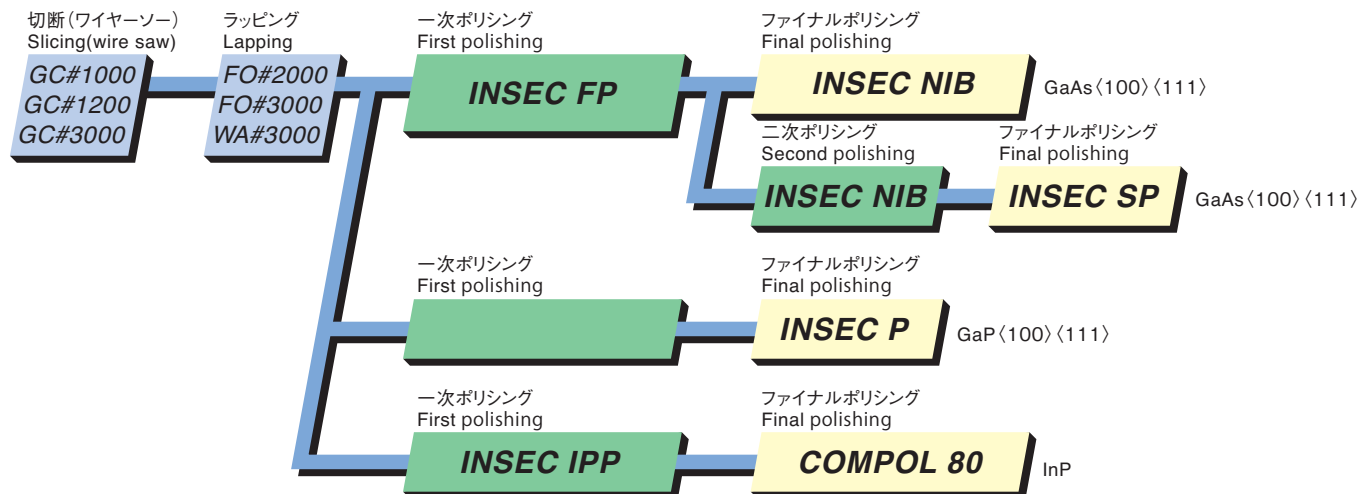 切断(ワイヤーソー)
Slicing(wire saw)
GC#1000
GC#1200
GC#3000
ラッピング
Lapping
FO#2000
FO#3000
WA#3000
一次ポリシング
First polishing
INSEC FP
ファイナルポリシング
Final polishing
INSEC NIB
GaAs〈100〉〈111〉
二次ポリシング
Second polishing
INSEC NIB
ファイナルポリシング
Final polishing
INSEC SP
GaAs〈100〉〈111〉
一次ポリシング
First polishing
ファイナルポリシング
Final polishing
INSEC P
GaP〈100〉〈111〉
一次ポリシング
First polishing
INSEC IPP
ファイナルポリシング
Final polishing
COMPOL 80
InP